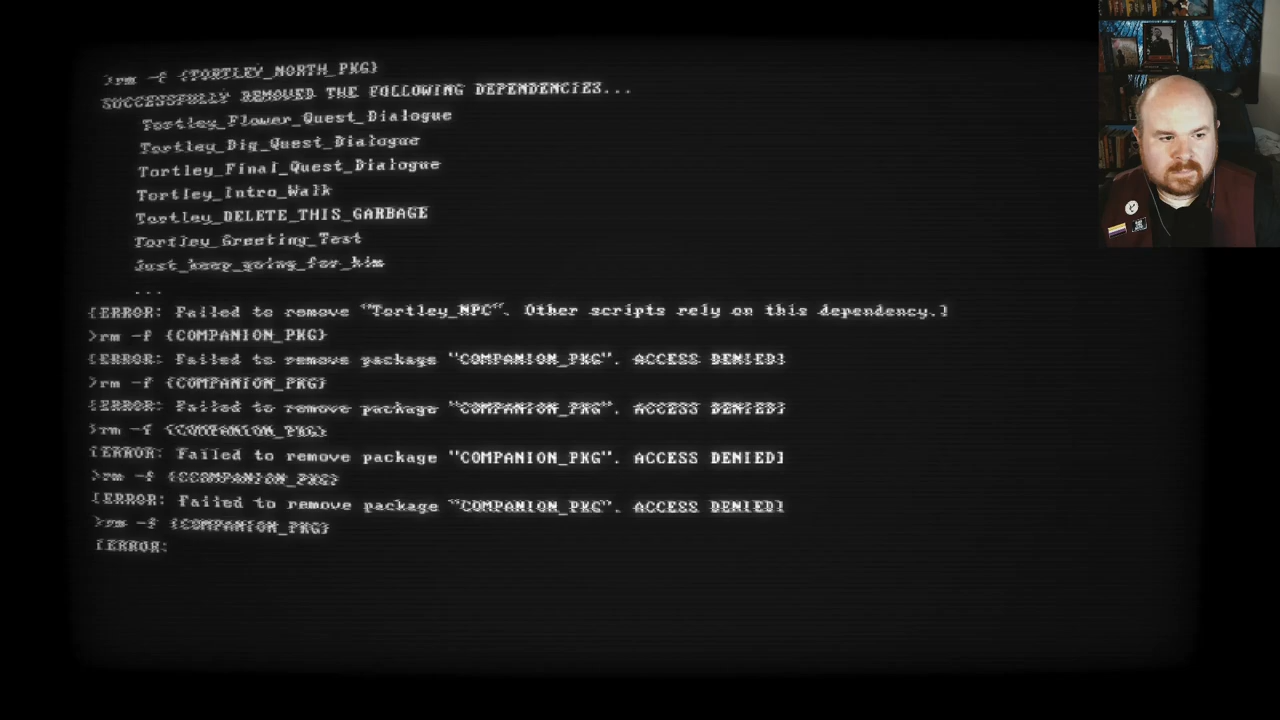 >rm -f {TORTLEY_NORTH_PKG}
SUCCESSFULLY REMOVED THE FOLLOWING DEPENDENCIES...
Tortley_Flower_Quest_Dialogue
Tortley_Dig_Quest_Dialogue
Tortley_Final_Quest_Dialogue
Tortley_Intro_Walk
Tortley_DELETE_THIS_GARBAGE
Tortley_Greeting_Test
Just_keep_going_for_him
...
[ERROR: Failed to remove "Tortley_NPC". Other scripts rely on this dependency.]
>rm -f {COMPANION_PKG}
[ERROR: Failed to remove package "COMPANION_PKG". ACCESS DENIED]
>rm -f {COMPANION_PKG}
[ERROR: Failed to remove package "COMPANION_PKG". ACCESS DENIED]
>rm -f {COMPANION_PKG}
[ERROR: Failed to remove package "COMPANION_PKG". ACCESS DENIED]
>rm -f {CCOMPANION_PKG}
[ERROR: Failed to remove package "COMPANION_PKG". ACCESS DENIED]
>rm -f {COMPANION_PKG}
[ERROR: